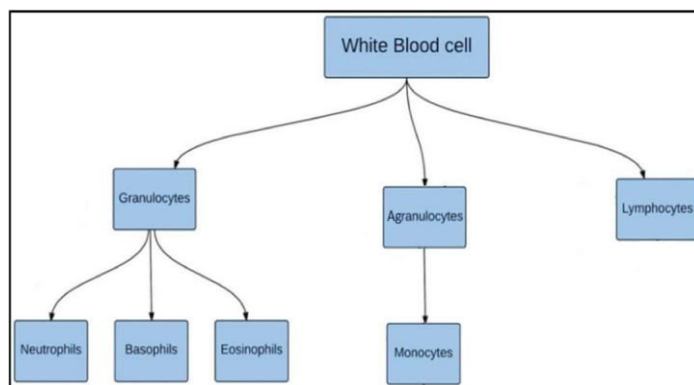 White Blood cell
Granulocytes
Agranulocytes
Lymphocytes
Neutrophils
Basophils
Eosinophils
Monocytes